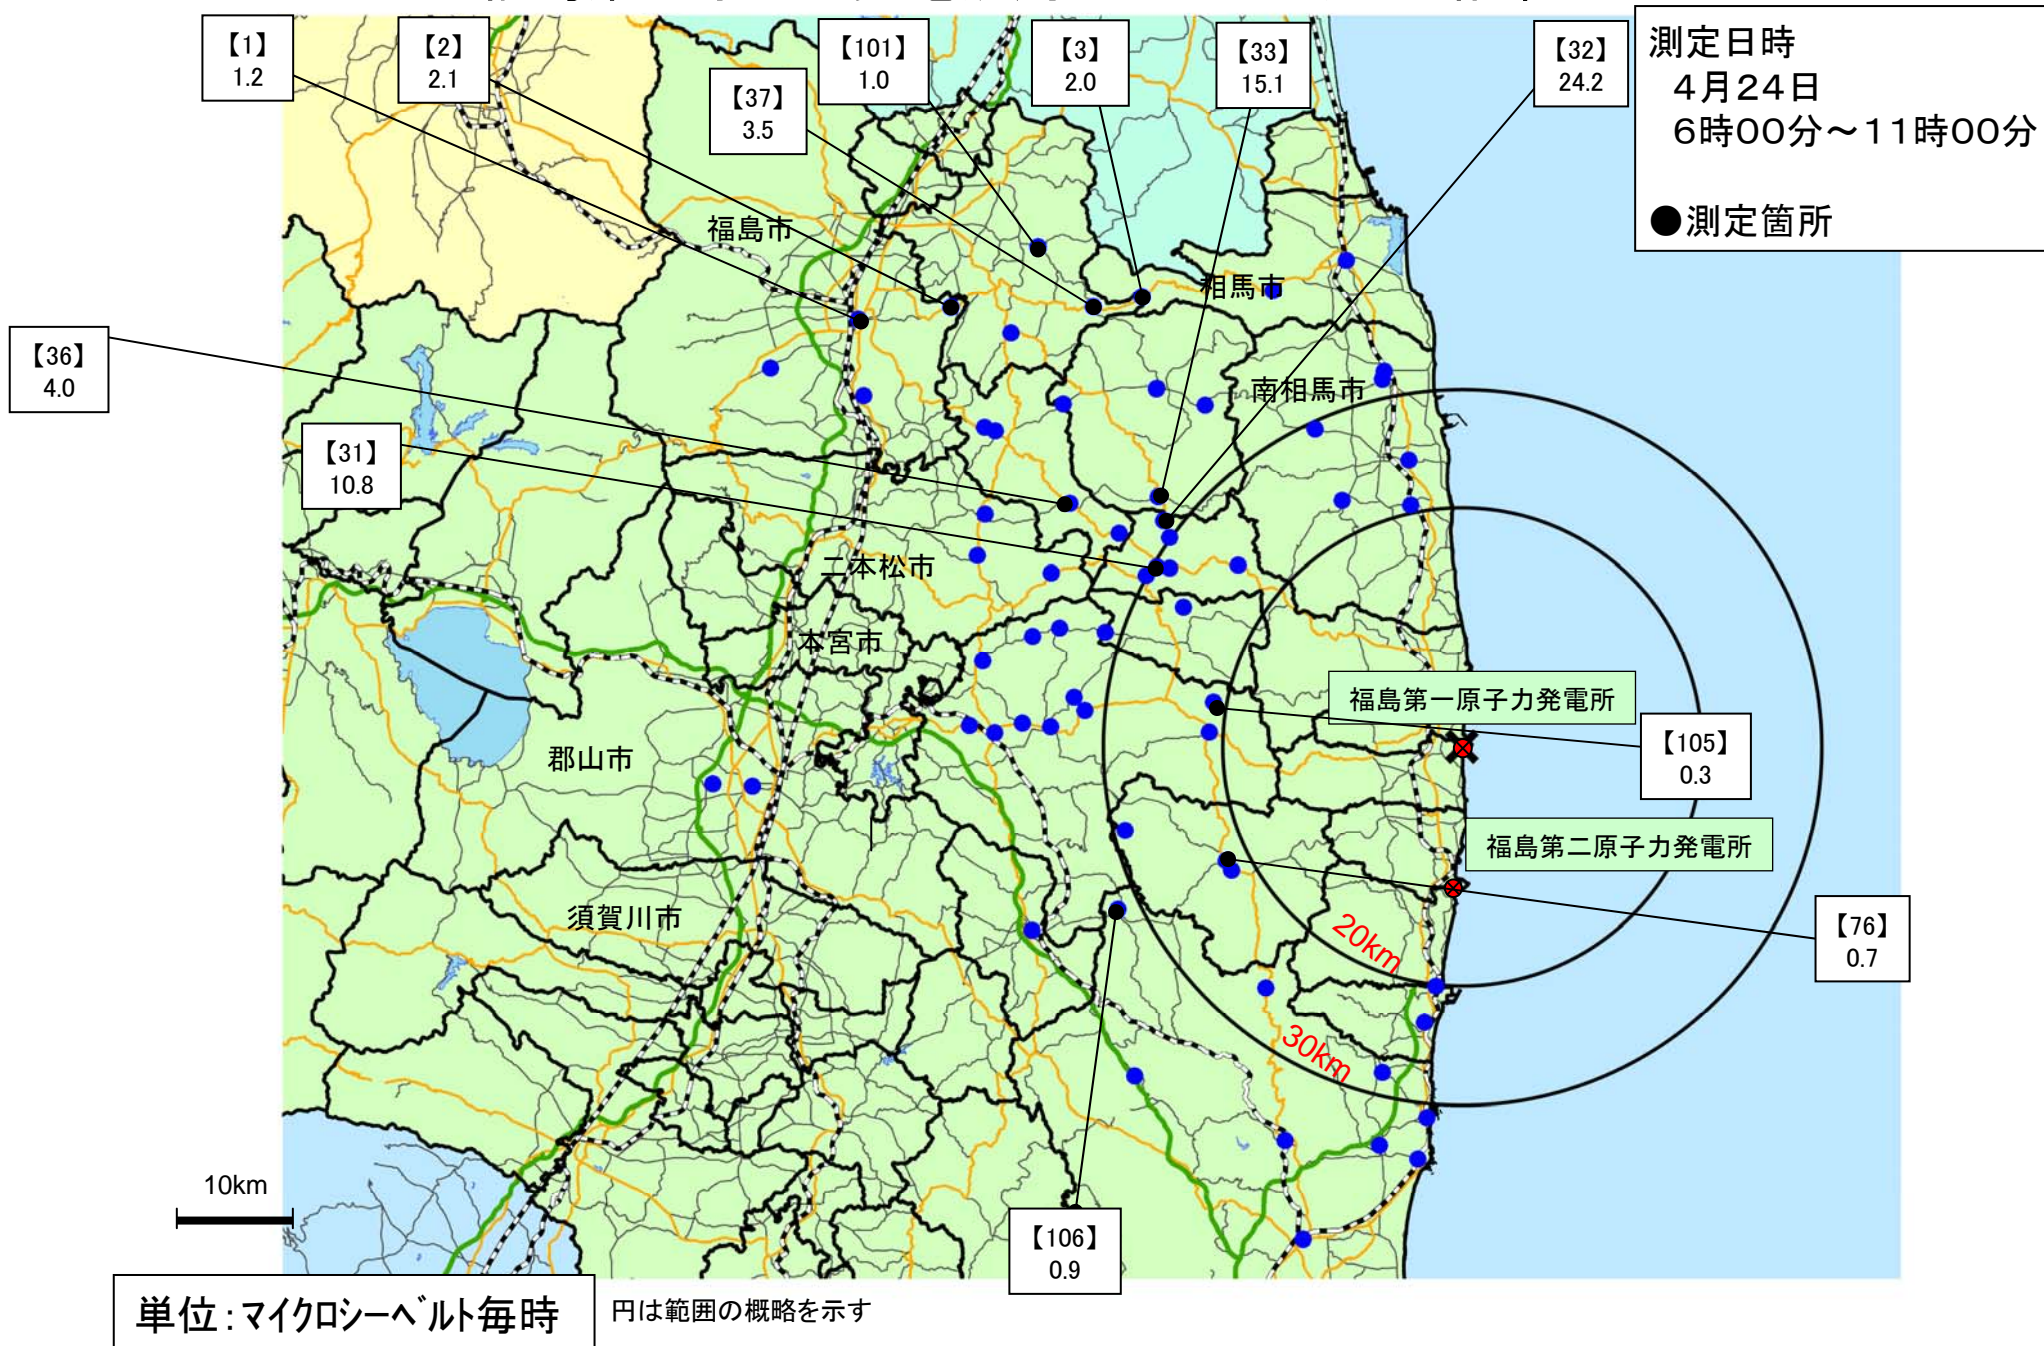 【1】
1.2
【2】
2.1
【37】
3.5
【101】
1.0
【3】
2.0
【33】
15.1
【32】
24.2
測定日時
4月24日
6時00分～11時00分
●測定箇所
福島市
相馬市
【36】
4.0
南相馬市
【31】
10.8
二本松市
本宮市
福島第一原子力発電所
【105】
0.3
郡山市
福島第二原子力発電所
須賀川市
20km
【76】
0.7
30km
10km
【106】
0.9
単位：マイクロシーベルト毎時
円は範囲の概略を示す